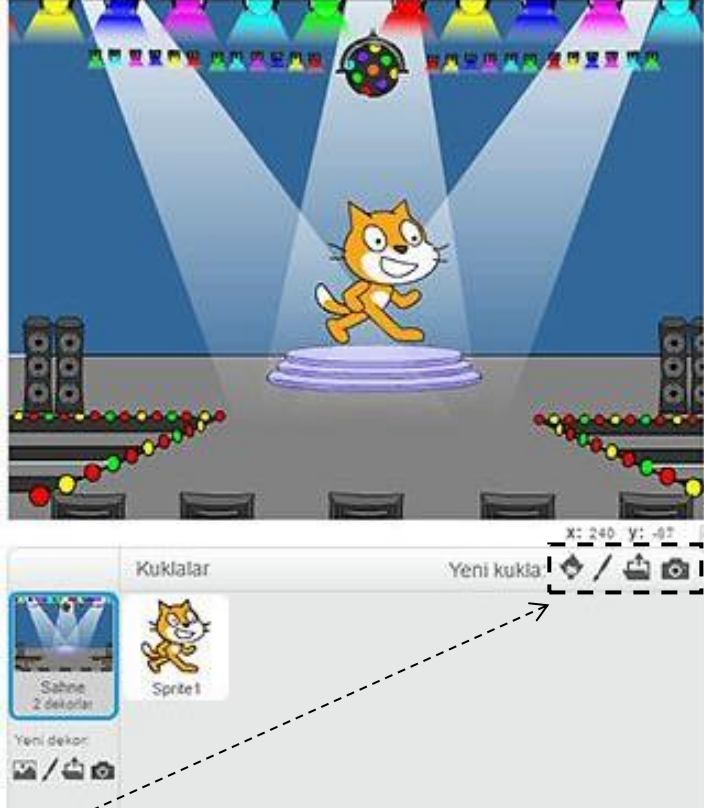 x: 240 y: -87
Kuklalar
Yeni kukla:
Sahne
2 dekorlar
Sprite1
Yeni dekor: